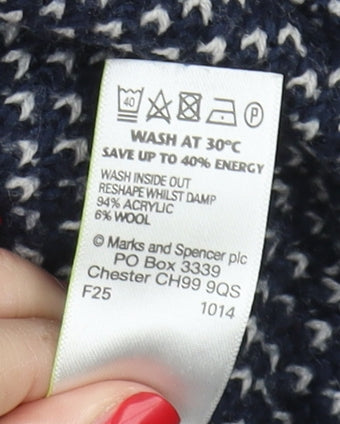 40 P
WASH AT 30°C
SAVE UP TO 40% ENERGY
WASH INSIDE OUT
RESHAPE WHILST DAMP
94% ACRYLIC
6% WOOL
© Marks and Spencer plc
PO Box 3339
Chester CH99 9QS
F25 1014